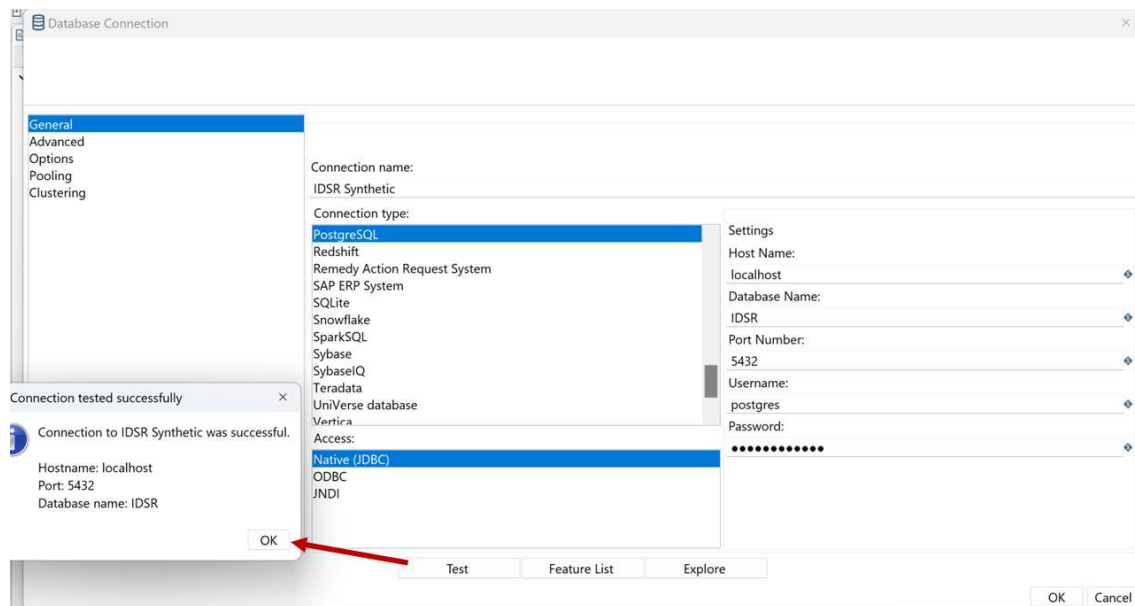 Database Connection
General
Advanced
Options
Pooling
Clustering
Connection name:
IDSR Synthetic
Connection type:
PostgreSQL
Redshift
Remedy Action Request System
SAP ERP System
SQLite
Snowflake
SparkSQL
Sybase
SybaseIQ
Teradata
UniVerse database
Vertica
Access:
Native (JDBC)
ODBC
JNDI
Settings
Host Name:
localhost
Database Name:
IDSR
Port Number:
5432
Username:
postgres
Password:
●●●●●●●●●●●●
Connection tested successfully
Connection to IDSR Synthetic was successful.
Hostname: localhost
Port: 5432
Database name: IDSR
OK
Test Feature List Explore
OK Cancel